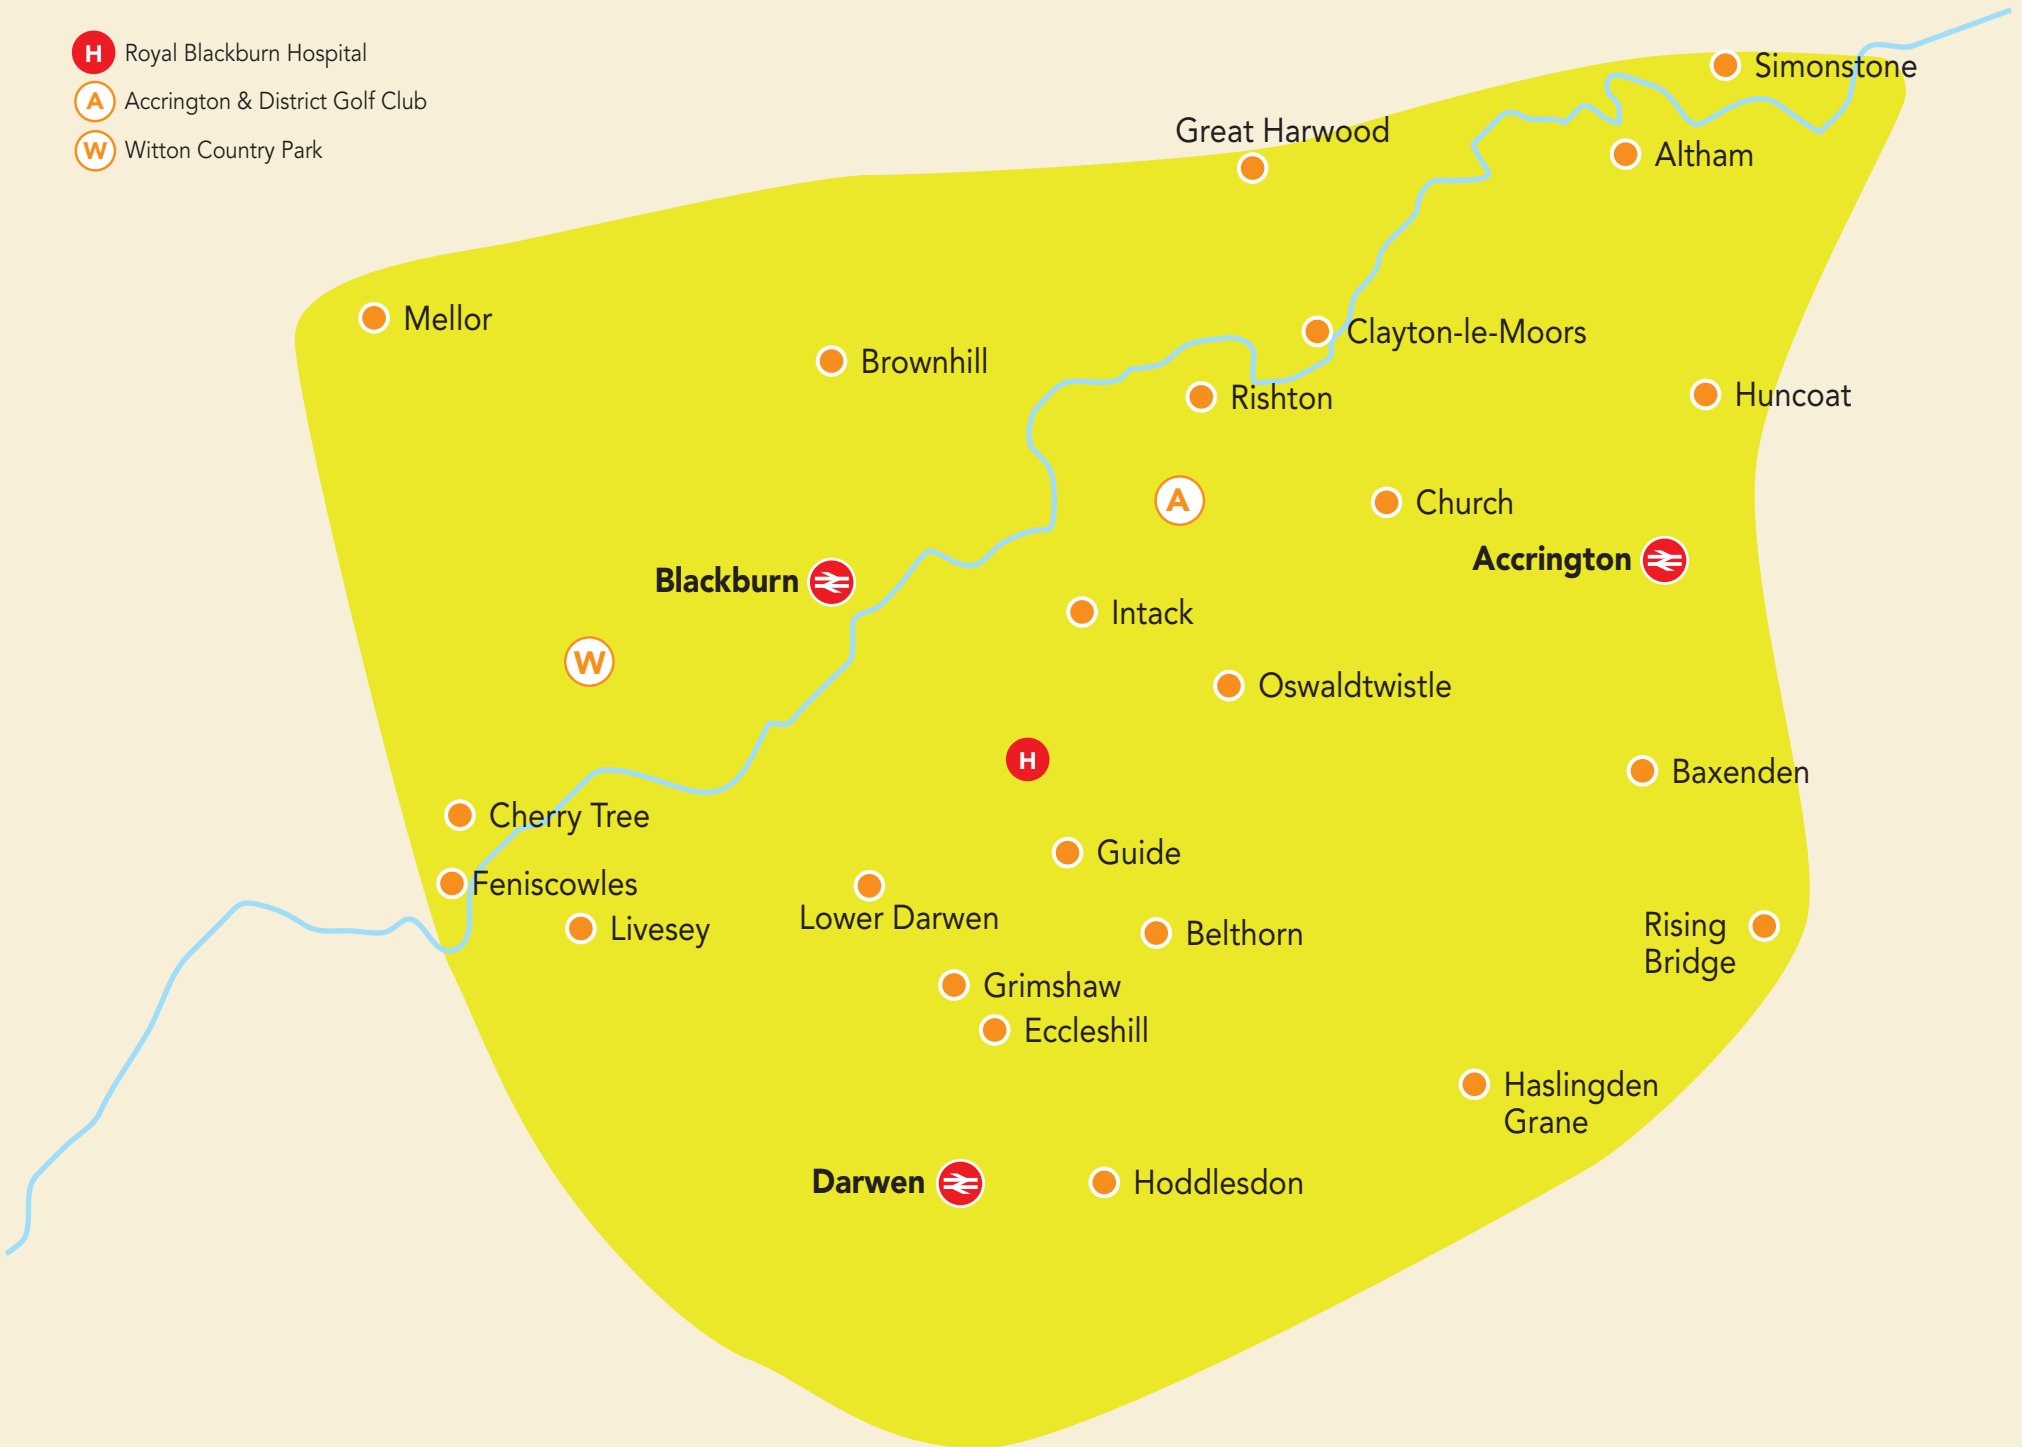 H Royal Blackburn Hospital
A Accrington & District Golf Club
W Witton Country Park
Simonstone
Great Harwood
Altham
Mellor
Clayton-le-Moors
Brownhill
Rishton
Huncoat
A
Church
Accrington
Blackburn
Intack
W
Oswaldtwistle
H
Baxenden
Cherry Tree
Guide
Feniscowles
Lower Darwen
Livesey
Belthorn
Rising
Bridge
Grimshaw
Eccleshill
Haslingden
Grane
Darwen
Hoddlesdon